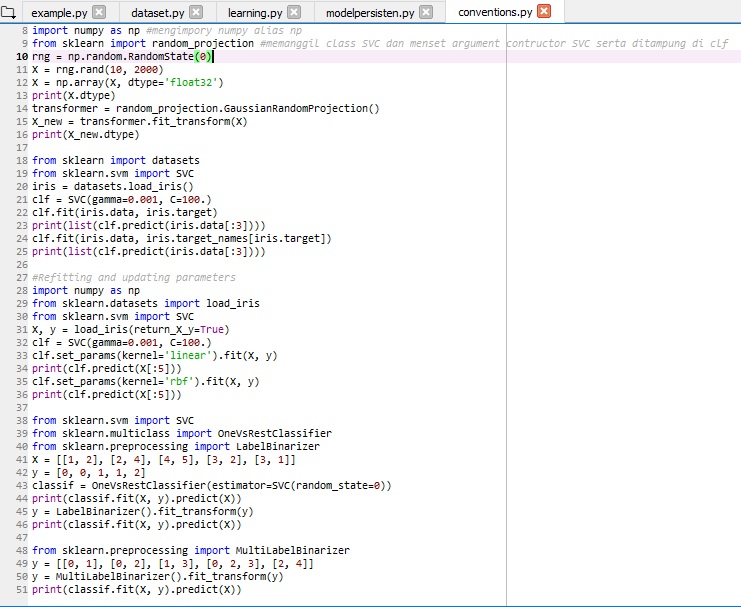 example.py dataset.py learning.py modelpersisten.py conventions.py
8 import numpy as np #mengimpory numpy alias np
9 from sklearn import random_projection #memanggil class SVC dan menset argument contructor SVC serta ditampung di clf
10 rng = np.random.RandomState(0)
11 X = rng.rand(10, 2000)
12 X = np.array(X, dtype='float32')
13 print(X.dtype)
14 transformer = random_projection.GaussianRandomProjection()
15 X_new = transformer.fit_transform(X)
16 print(X_new.dtype)
17
18 from sklearn import datasets
19 from sklearn.svm import SVC
20 iris = datasets.load_iris()
21 clf = SVC(gamma=0.001, C=100.)
22 clf.fit(iris.data, iris.target)
23 print(list(clf.predict(iris.data[:3])))
24 clf.fit(iris.data, iris.target_names[iris.target])
25 print(list(clf.predict(iris.data[:3])))
26
27 #Refitting and updating parameters
28 import numpy as np
29 from sklearn.datasets import load_iris
30 from sklearn.svm import SVC
31 X, y = load_iris(return_X_y=True)
32 clf = SVC(gamma=0.001, C=100.)
33 clf.set_params(kernel='linear').fit(X, y)
34 print(clf.predict(X[:5]))
35 clf.set_params(kernel='rbf').fit(X, y)
36 print(clf.predict(X[:5]))
37
38 from sklearn.svm import SVC
39 from sklearn.multiclass import OneVsRestClassifier
40 from sklearn.preprocessing import LabelBinarizer
41 X = [[1, 2], [2, 4], [4, 5], [3, 2], [3, 1]]
42 y = [0, 0, 1, 1, 2]
43 classif = OneVsRestClassifier(estimator=SVC(random_state=0))
44 print(classif.fit(X, y).predict(X))
45 y = LabelBinarizer().fit_transform(y)
46 print(classif.fit(X, y).predict(X))
47
48 from sklearn.preprocessing import MultiLabelBinarizer
49 y = [[0, 1], [0, 2], [1, 3], [0, 2, 3], [2, 4]]
50 y = MultiLabelBinarizer().fit_transform(y)
51 print(classif.fit(X, y).predict(X))